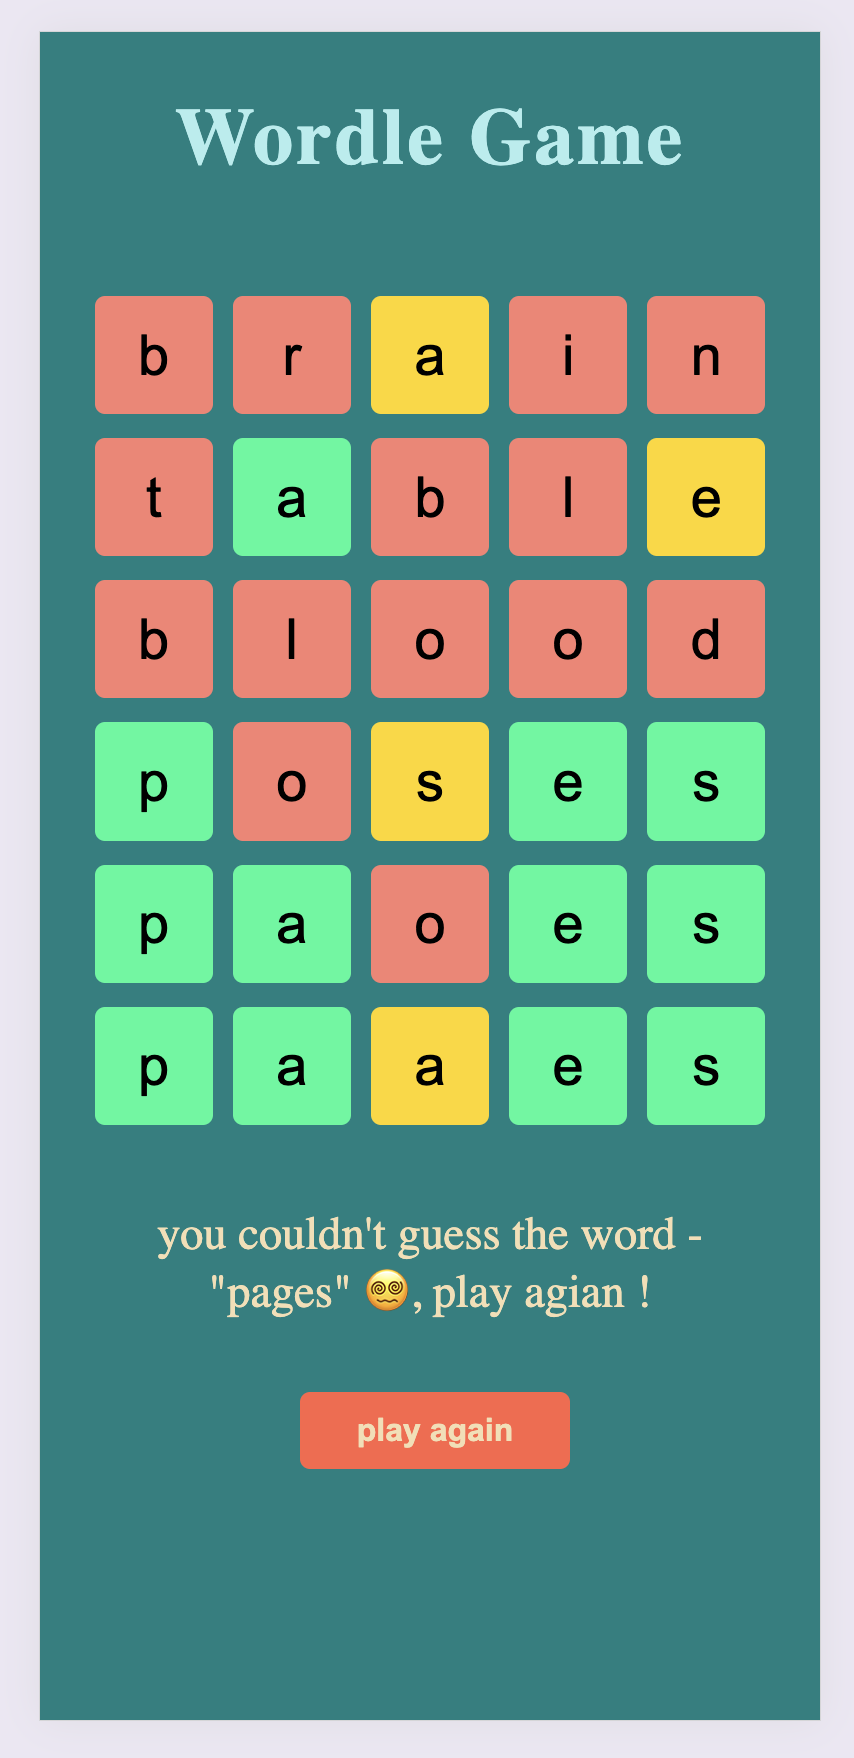 Wordle Game
b r a i n
t a b l e
b l o o d
p o s e s
p a o e s
p a a e s
you couldn't guess the word -
"pages" 😵‍💫, play agian !
play again